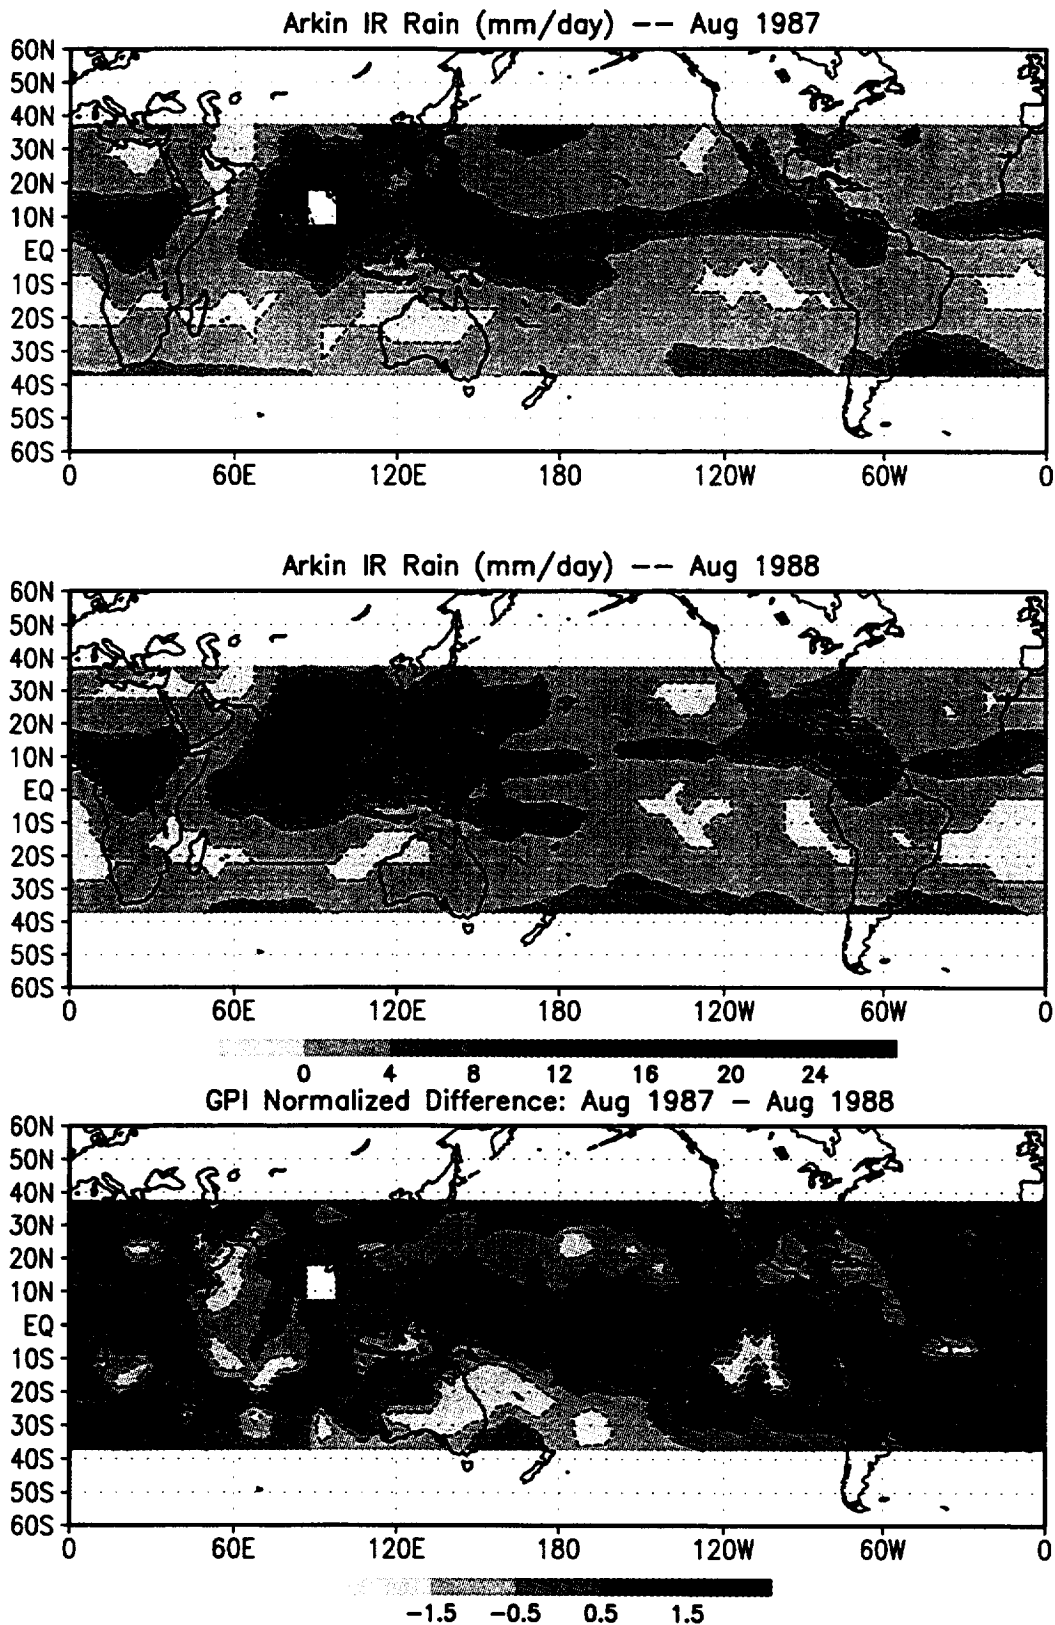 Arkin IR Rain (mm/day) -- Aug 1987
60N
50N
40N
30N
20N
10N
EQ
10S
20S
30S
40S
50S
60S
0 60E 120E 180 120W 60W 0
Arkin IR Rain (mm/day) -- Aug 1988
60N
50N
40N
30N
20N
10N
EQ
10S
20S
30S
40S
50S
60S
0 60E 120E 180 120W 60W 0
0 4 8 12 16 20 24
GPI Normalized Difference: Aug 1987 - Aug 1988
60N
50N
40N
30N
20N
10N
EQ
10S
20S
30S
40S
50S
60S
0 60E 120E 180 120W 60W 0
-1.5 -0.5 0.5 1.5